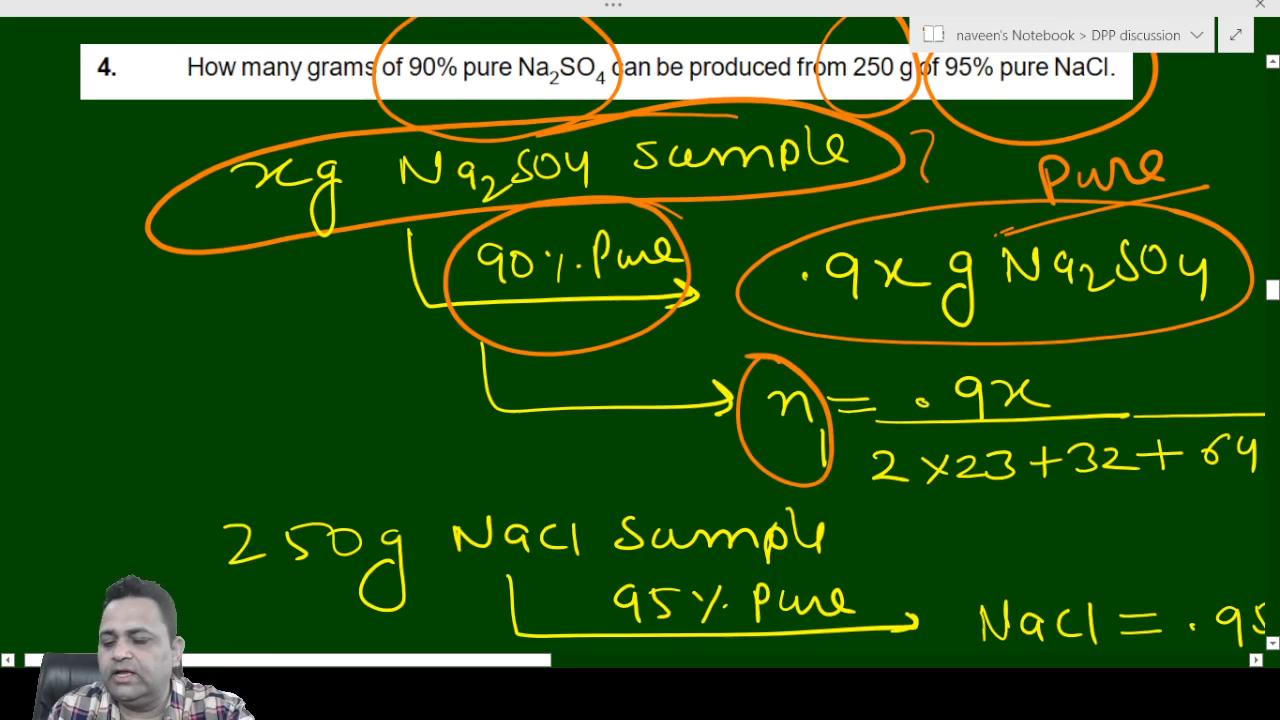 naveen's Notebook > DPP discussion
4. How many grams of 90% pure Na₂SO₄ can be produced from 250 g of 95% pure NaCl.
xg Na₂SO₄ sample ?
Pure
90%. Pure
.9x g Na₂SO₄
n₁ = .9x
2×23+32+64
250g NaCl sample
95%. Pure
NaCl = .95